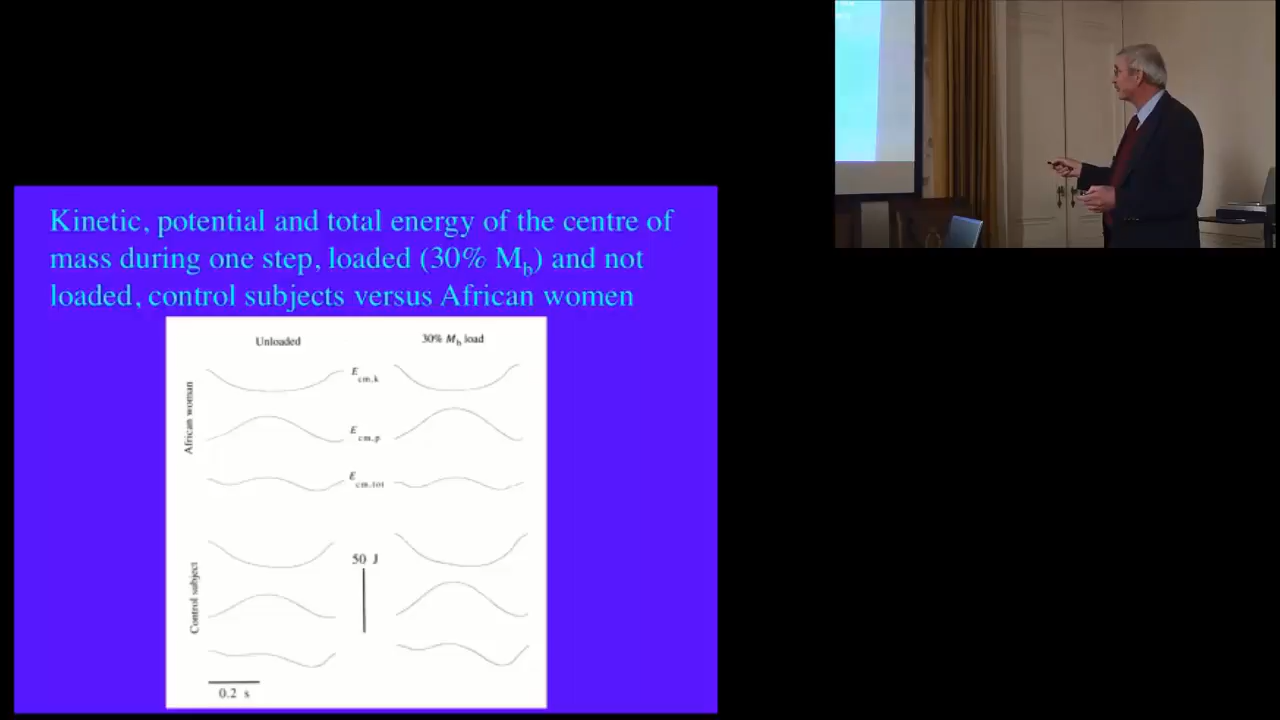 Kinetic, potential and total energy of the centre of
mass during one step, loaded (30% Mb) and not
loaded, control subjects versus African women
Unloaded
30% Mb load
African woman
Ecm,k
Ecm,p
Ecm,tot
Control subject
50 J
0.2 s